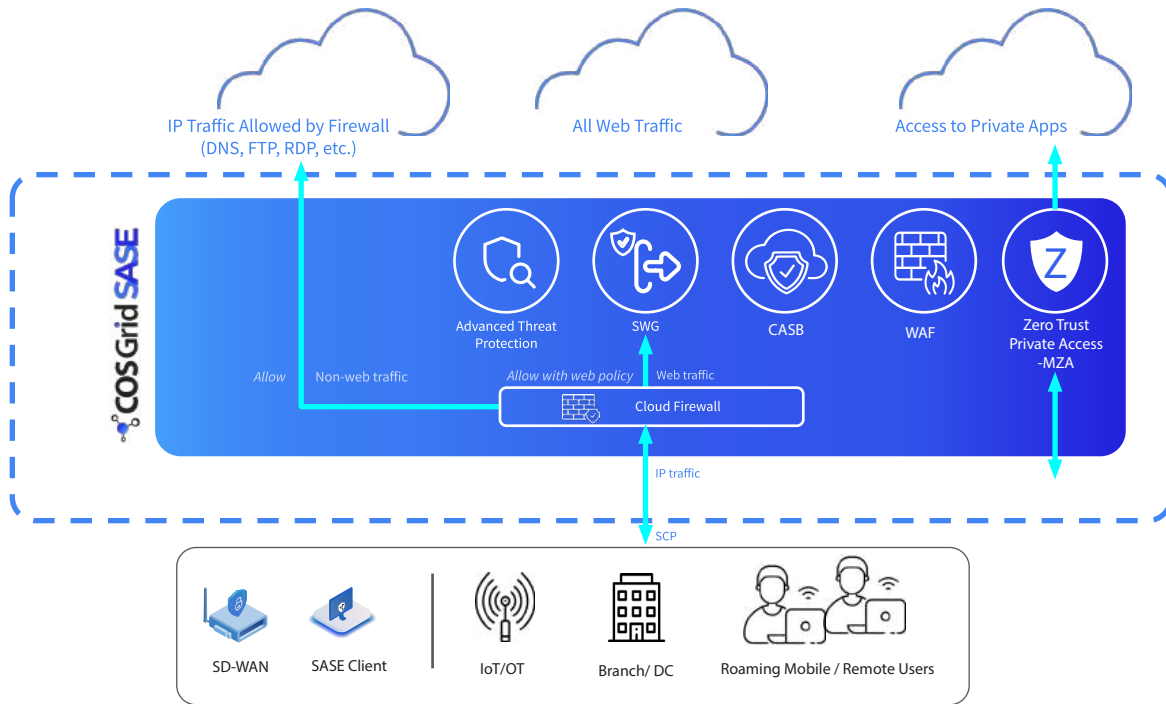 IP Traffic Allowed by Firewall
(DNS, FTP, RDP, etc.)
All Web Traffic
Access to Private Apps
COSGrid SASE
Advanced Threat
Protection
SWG
CASB
WAF
Z
Zero Trust
Private Access
-MZA
Allow
Non-web traffic
Allow with web policy
Web traffic
Cloud Firewall
IP traffic
SCP
SD-WAN
SASE Client
IoT/OT
Branch/ DC
Roaming Mobile / Remote Users